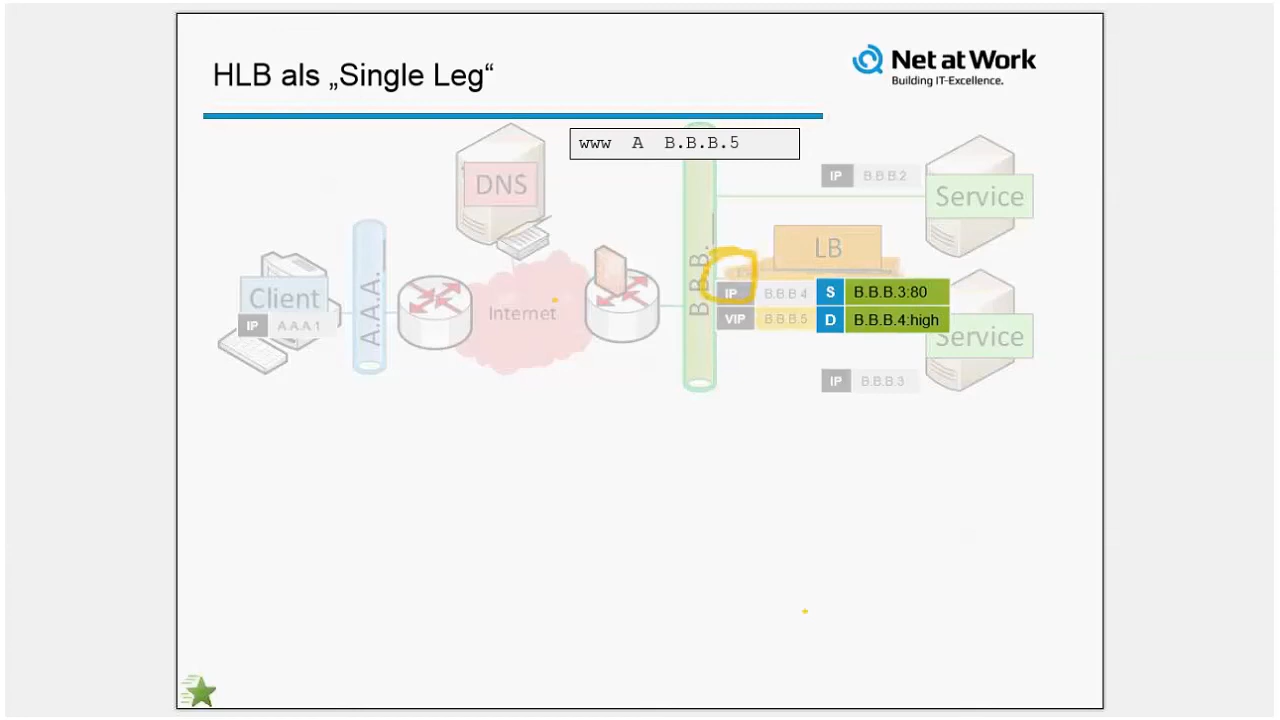 HLB als „Single Leg“
Net at Work
Building IT-Excellence.
www A B.B.B.5
DNS
IP B.B.B.2
Service
LB
Client
IP A.A.A.1
A.A.A.
Internet
B.B.B.
IP B.B.B.4 S B.B.B.3:80
VIP B.B.B.5 D B.B.B.4:high
Service
IP B.B.B.3